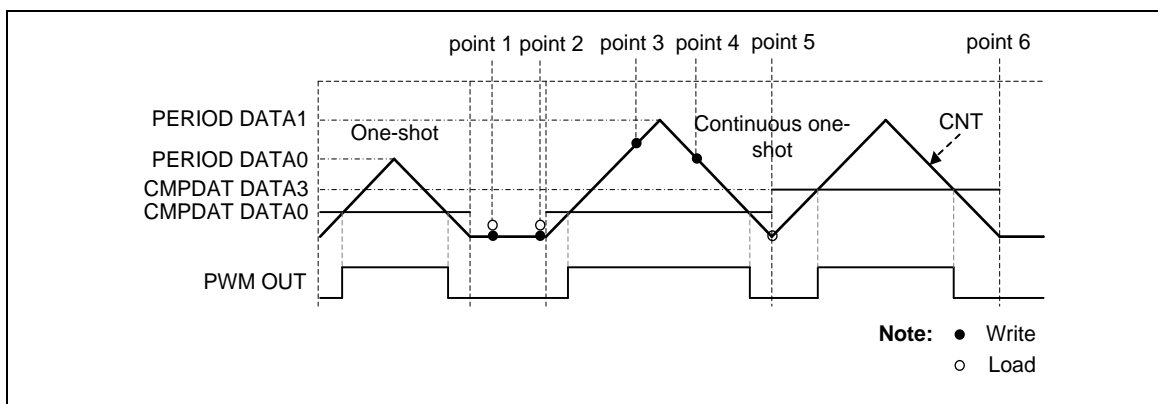 point 1 point 2 point 3 point 4 point 5 point 6
PERIOD DATA1
One-shot
Continuous one-
shot
CNT
PERIOD DATA0
CMPDAT DATA3
CMPDAT DATA0
PWM OUT
Note: ● Write
○ Load